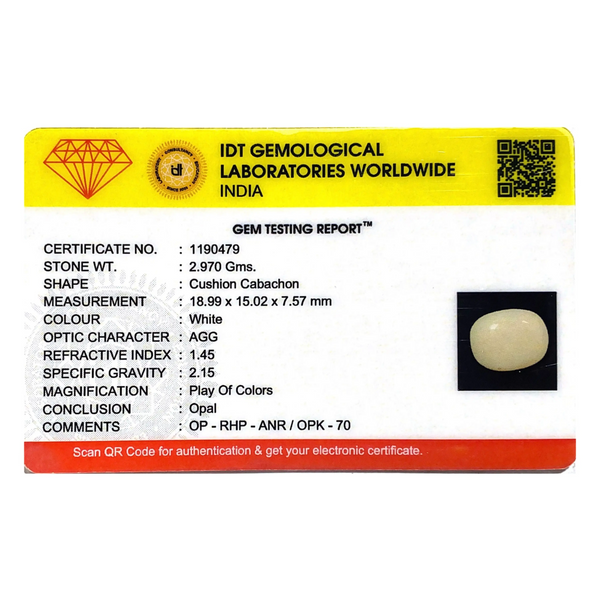 IDT GEMOLOGICAL
LABORATORIES WORLDWIDE
INDIA
GEM TESTING REPORT™
CERTIFICATE NO. : 1190479
STONE WT. : 2.970 Gms.
SHAPE : Cushion Cabachon
MEASUREMENT : 18.99 x 15.02 x 7.57 mm
COLOUR : White
OPTIC CHARACTER : AGG
REFRACTIVE INDEX : 1.45
SPECIFIC GRAVITY : 2.15
MAGNIFICATION : Play Of Colors
CONCLUSION : Opal
COMMENTS : OP - RHP - ANR / OPK - 70
Scan QR Code for authentication & get your electronic certificate.